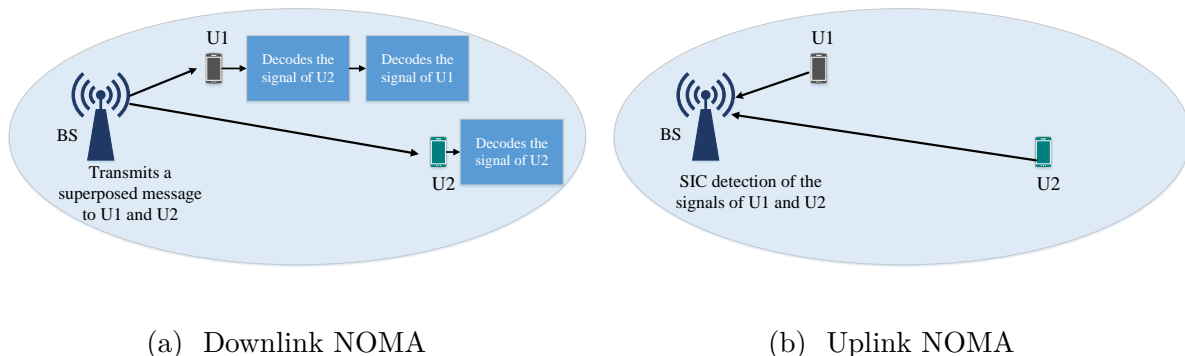 U1
Decodes the
signal of U2
Decodes the
signal of U1
BS
Transmits a
superposed message
to U1 and U2
Decodes the
signal of U2
U2
(a) Downlink NOMA
U1
BS
SIC detection of the
signals of U1 and U2
U2
(b) Uplink NOMA